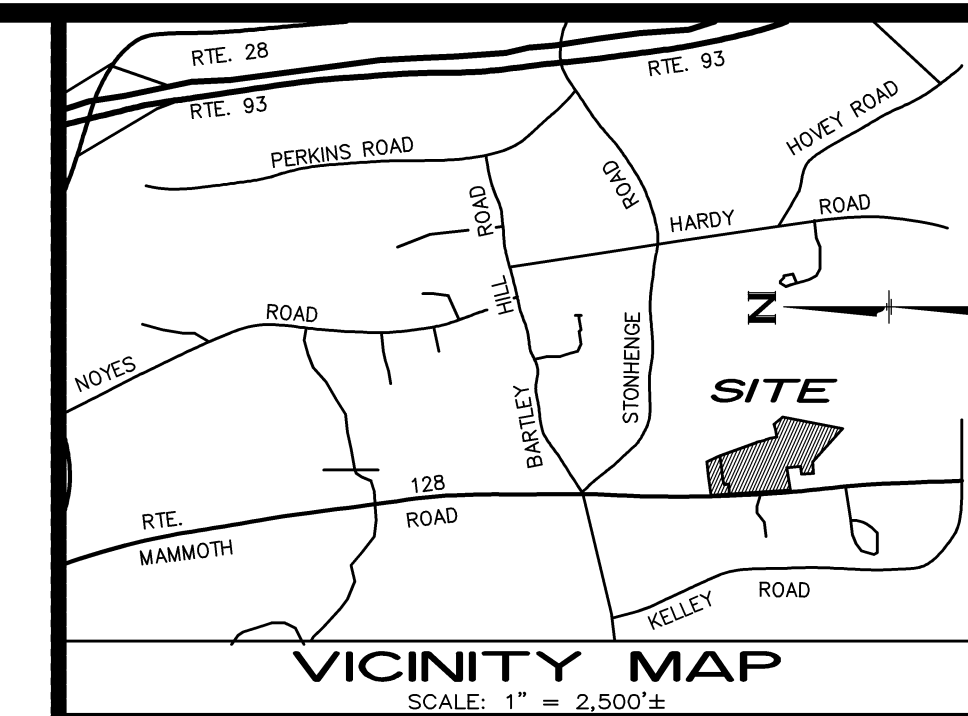 RTE. 28
RTE. 93
RTE. 93
HOVEY ROAD
PERKINS ROAD
ROAD
ROAD
HARDY
ROAD
HILL
N
ROAD
NOYES
STONHENGE
SITE
BARTLEY
128
RTE.
ROAD
MAMMOTH
KELLEY
ROAD
VICINITY MAP
SCALE: 1" = 2,500'±